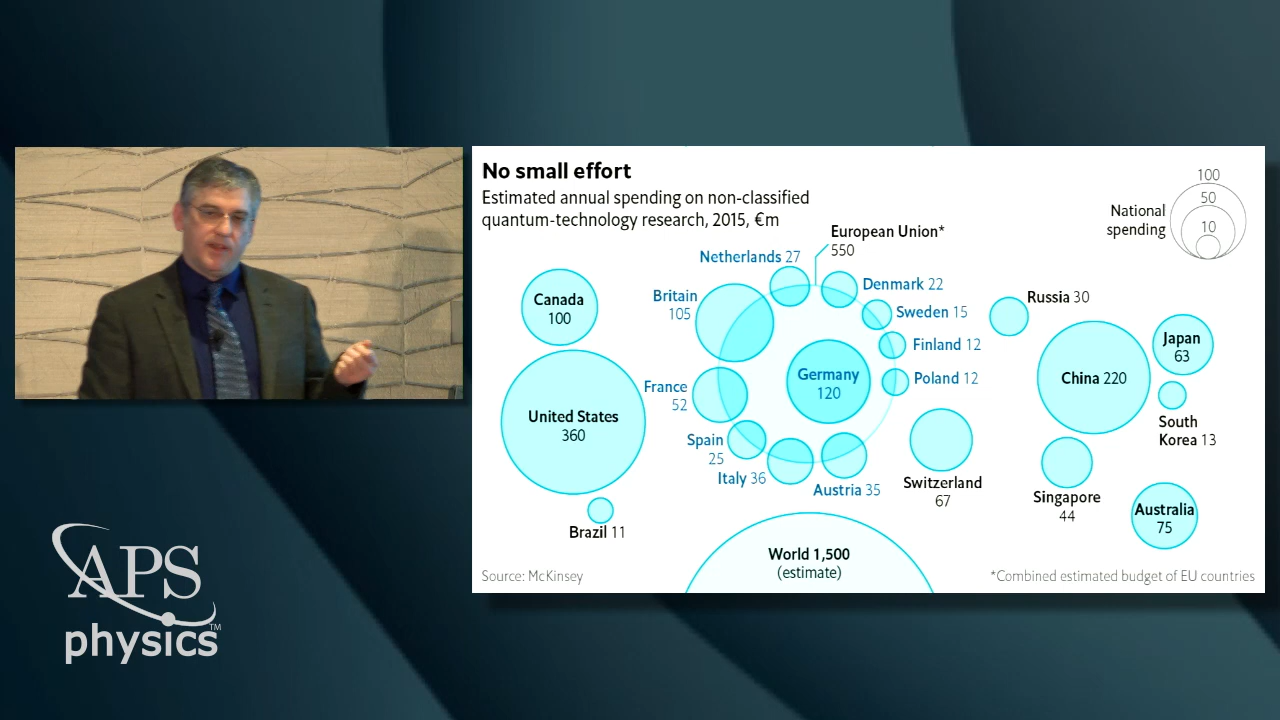 No small effort
Estimated annual spending on non-classified
quantum-technology research, 2015, €m
100
50
10
National
spending
European Union*
550
Netherlands 27
Denmark 22
Britain
105
Sweden 15
Finland 12
Germany
120
Poland 12
France
52
Spain
25
Italy 36
Austria 35
Canada
100
United States
360
Brazil 11
Switzerland
67
Russia 30
China 220
Japan
63
South
Korea 13
Singapore
44
Australia
75
World 1,500
(estimate)
Source: McKinsey
*Combined estimated budget of EU countries
APS
physics™